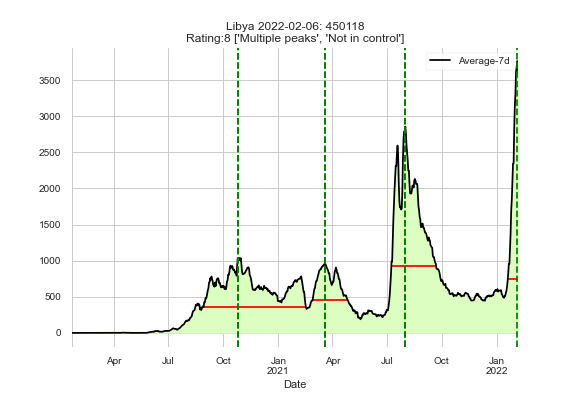 Libya 2022-02-06: 450118
Rating:8 ['Multiple peaks', 'Not in control']
Average-7d
3500
3000
2500
2000
1500
1000
500
0
Apr Jul Oct Jan Apr Jul Oct Jan
2021 2022
Date